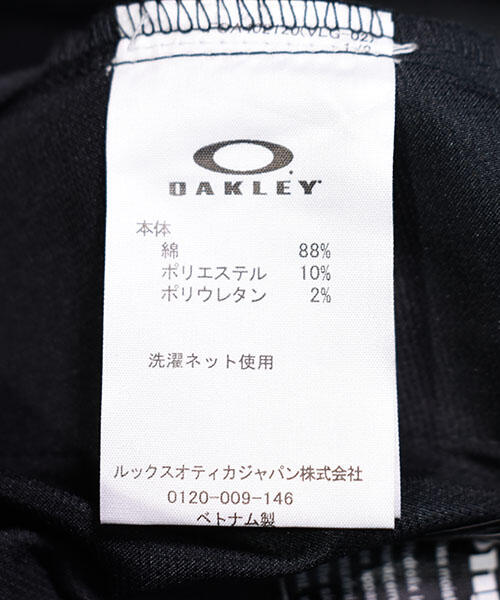 OAKLEY
本体
綿 88%
ポリエステル 10%
ポリウレタン 2%
洗濯ネット使用
ルックスオティカジャパン株式会社
0120-009-146
ベトナム製